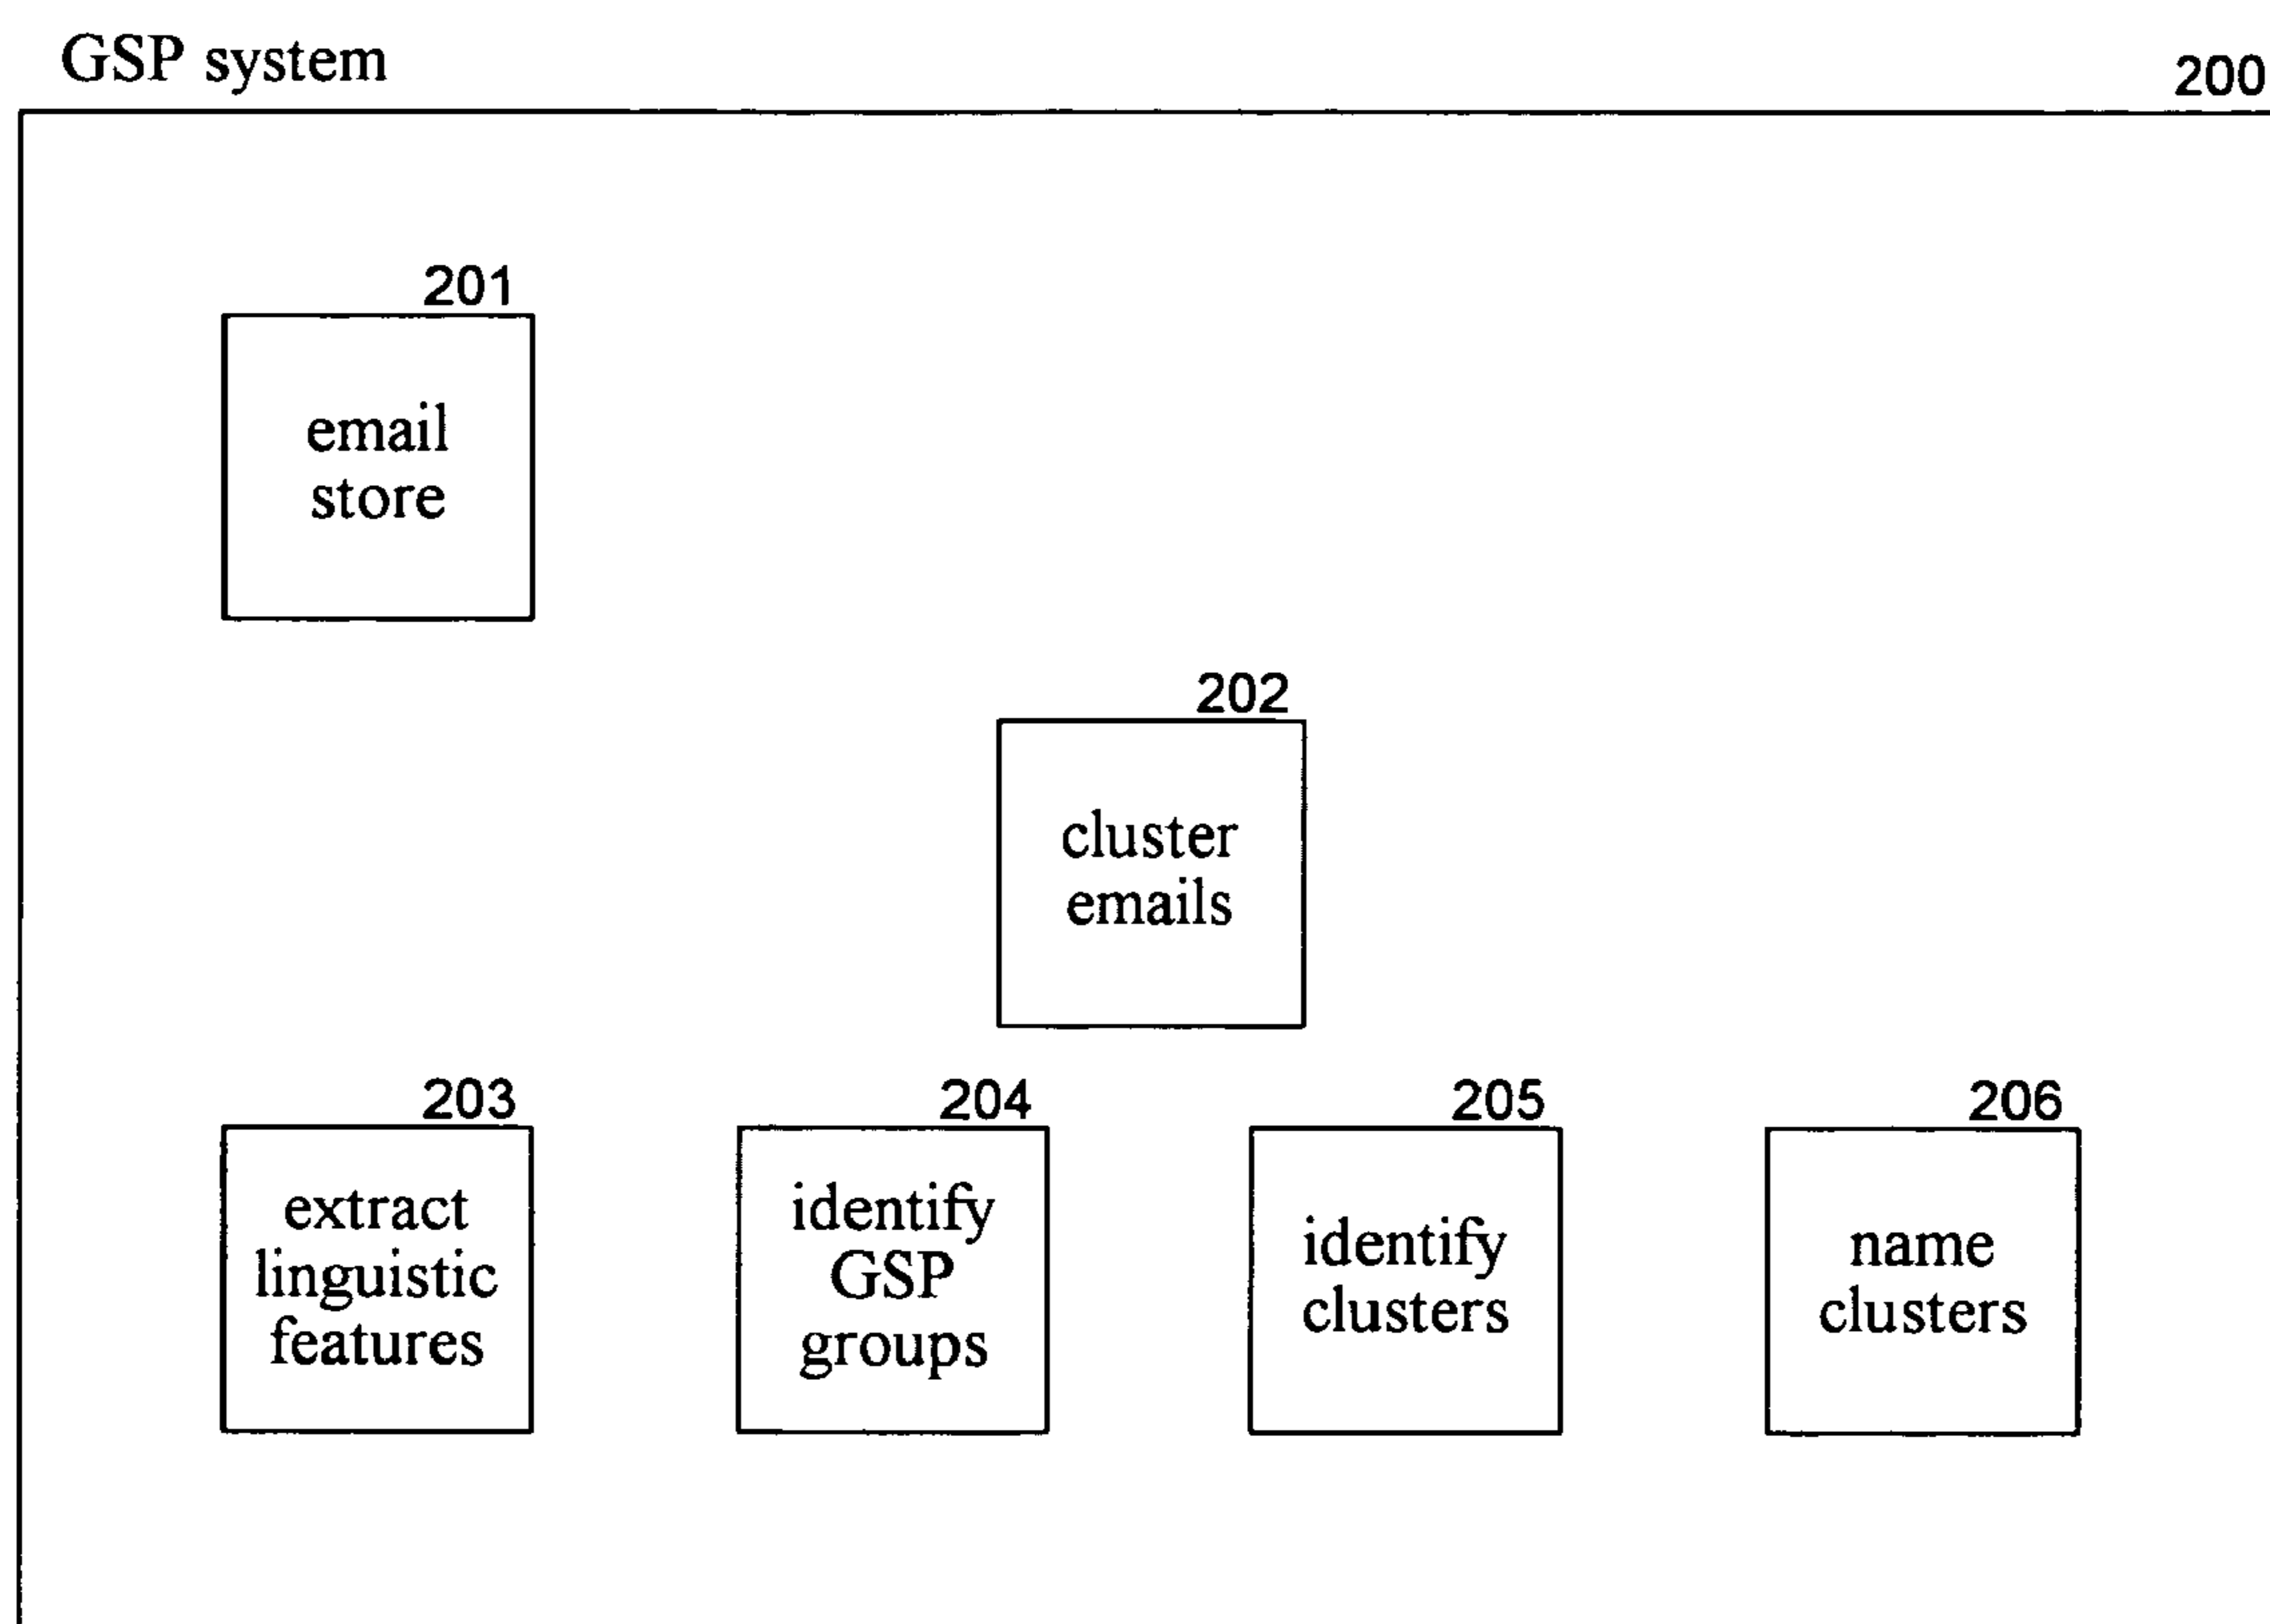 GSP system
200
201
email
store
202
cluster
emails
203
extract
linguistic
features
204
identify
GSP
groups
205
identify
clusters
206
name
clusters